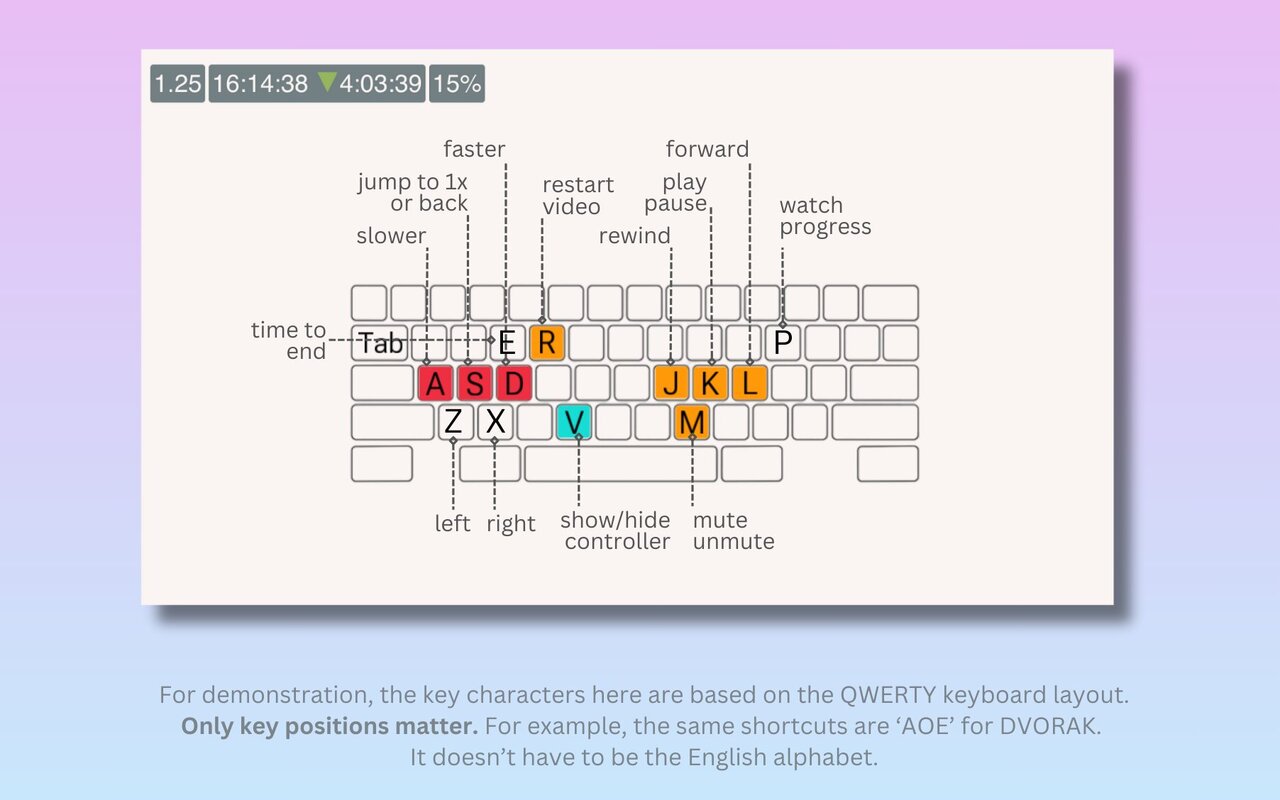 1.25 16:14:38 ▼4:03:39 15%
faster
forward
jump to 1x
or back
restart
video
play
pause
watch
progress
slower
rewind
time to
end
Tab E R P
A S D J K L
Z X V M
left right
show/hide
controller
mute
unmute
For demonstration, the key characters here are based on the QWERTY keyboard layout.
Only key positions matter. For example, the same shortcuts are ‘AOE’ for DVORAK.
It doesn’t have to be the English alphabet.